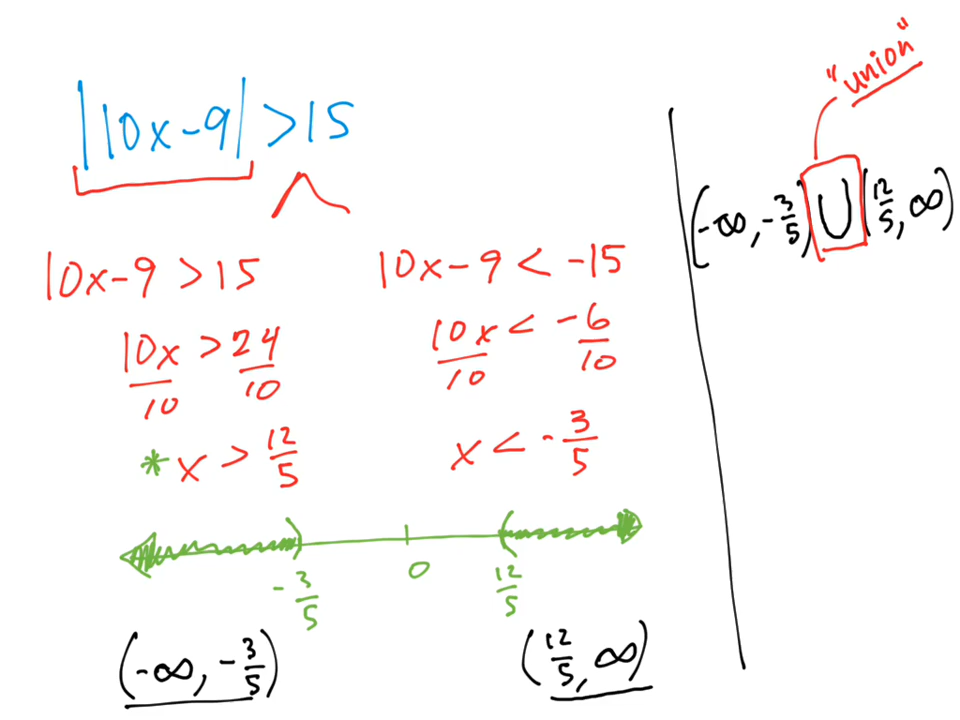 |10x-9| >15
10x-9 >15
10x > 24
10 10
* x > 12/5
10x-9 < -15
10x < -6
10 10
x < -3/5
-3/5 0 12/5
(-∞, -3/5)
(12/5, ∞)
"union"
(-∞, -3/5) ∪ (12/5, ∞)